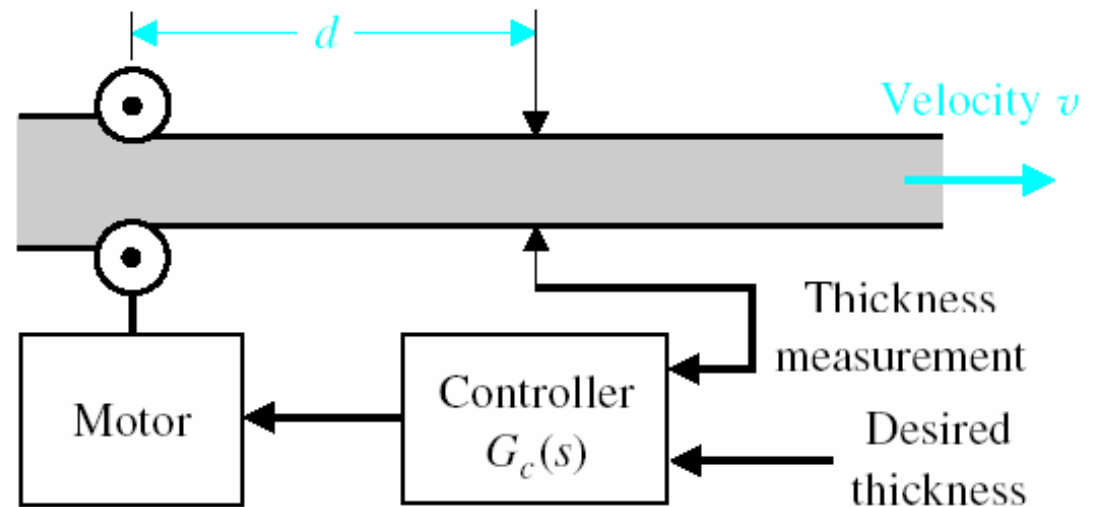 d
Velocity v
Thickness
measurement
Motor
Controller
G_c(s)
Desired
thickness